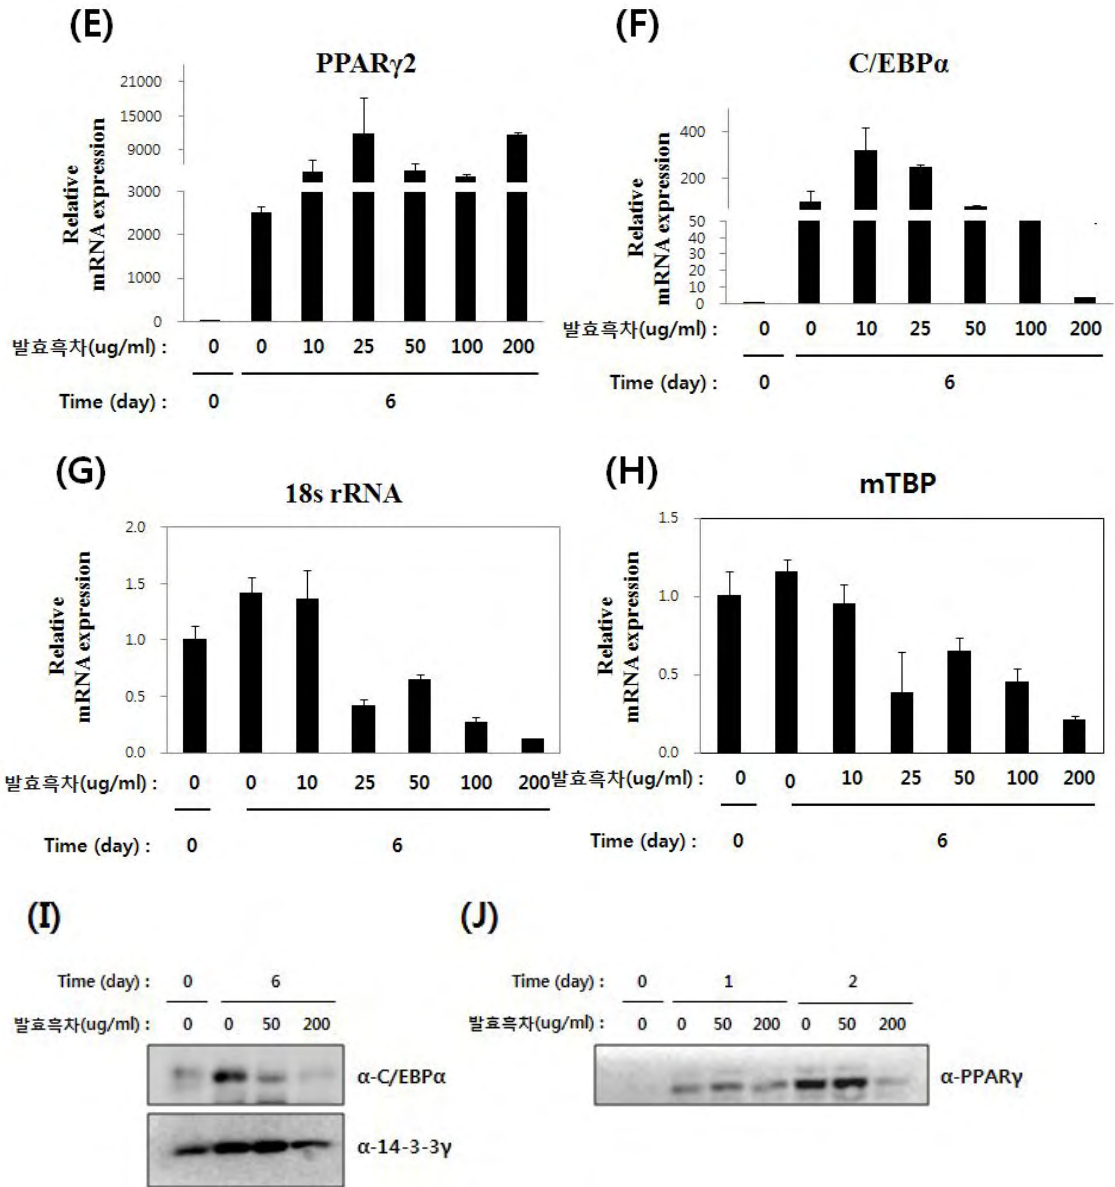 (E)
PPARγ2
Relative
mRNA expression
21000
15000
9000
3000
2000
1000
0
발효흑차(ug/ml) : 0 0 10 25 50 100 200
Time (day) : 0 6
(F)
C/EBPα
Relative
mRNA expression
400
200
50
40
30
20
10
0
발효흑차(ug/ml) : 0 0 10 25 50 100 200
Time (day) : 0 6
(G)
18s rRNA
Relative
mRNA expression
2.0
1.5
1.0
0.5
0.0
발효흑차(ug/ml) : 0 0 10 25 50 100 200
Time (day) : 0 6
(H)
mTBP
Relative
mRNA expression
1.5
1.0
0.5
0.0
발효흑차(ug/ml) : 0 0 10 25 50 100 200
Time (day) : 0 6
(I)
Time (day) : 0 6
발효흑차(ug/ml) : 0 0 50 200
α-C/EBPα
α-14-3-3γ
(J)
Time (day) : 0 1 2
발효흑차(ug/ml) : 0 0 50 200 0 50 200
α-PPARγ